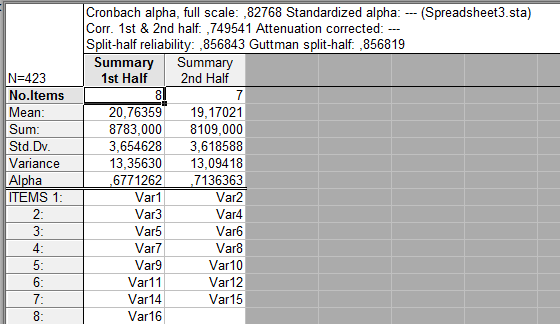 Cronbach alpha, full scale: ,82768 Standardized alpha: --- (Spreadsheet3.sta)
Corr. 1st & 2nd half: ,749541 Attenuation corrected: ---
Split-half reliability: ,856843 Guttman split-half: ,856819
N=423 Summary 1st Half Summary 2nd Half
No.Items 8 7
Mean: 20,76359 19,17021
Sum: 8783,000 8109,000
Std.Dv. 3,654628 3,618588
Variance 13,35630 13,09418
Alpha ,6771262 ,7136363
ITEMS 1: Var1 Var2
2: Var3 Var4
3: Var5 Var6
4: Var7 Var8
5: Var9 Var10
6: Var11 Var12
7: Var14 Var15
8: Var16